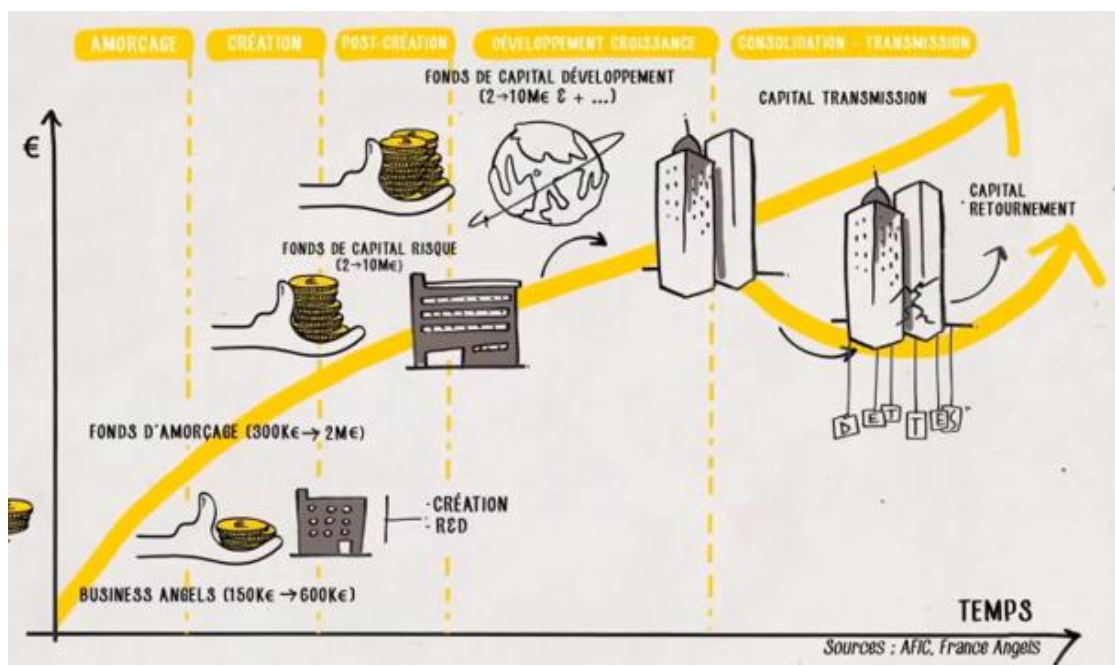 AMORCAGE
CRÉATION
POST-CRÉATION
DÉVELOPPEMENT CROISSANCE
CONSOLIDATION - TRANSMISSION
FONDS DE CAPITAL DÉVELOPPEMENT
(2→10M€ & + ...)
CAPITAL TRANSMISSION
€
CAPITAL
RETOURNEMENT
FONDS DE CAPITAL RISQUE
(2→10M€)
DETTES
FONDS D'AMORÇAGE (300K€→2M€)
·CRÉATION
·R&D
BUSINESS ANGELS (150K€→600K€)
TEMPS
Sources : AFIC, France Angels